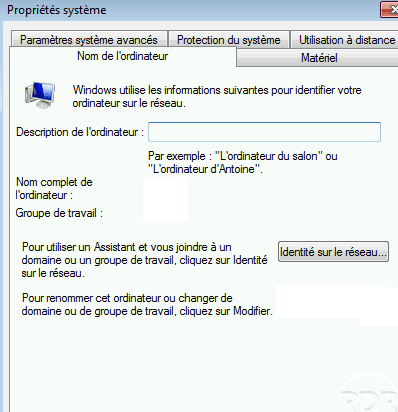 Propriétés système
Paramètres système avancés
Protection du système
Utilisation à distance
Nom de l'ordinateur
Matériel
Windows utilise les informations suivantes pour identifier votre
ordinateur sur le réseau.
Description de l'ordinateur :
Par exemple : "L'ordinateur du salon" ou
"L'ordinateur d'Antoine".
Nom complet de
l'ordinateur :
Groupe de travail :
Pour utiliser un Assistant et vous joindre à un
domaine ou un groupe de travail, cliquez sur Identité
sur le réseau.
Identité sur le réseau...
Pour renommer cet ordinateur ou changer de
domaine ou de groupe de travail, cliquez sur Modifier.
RDR